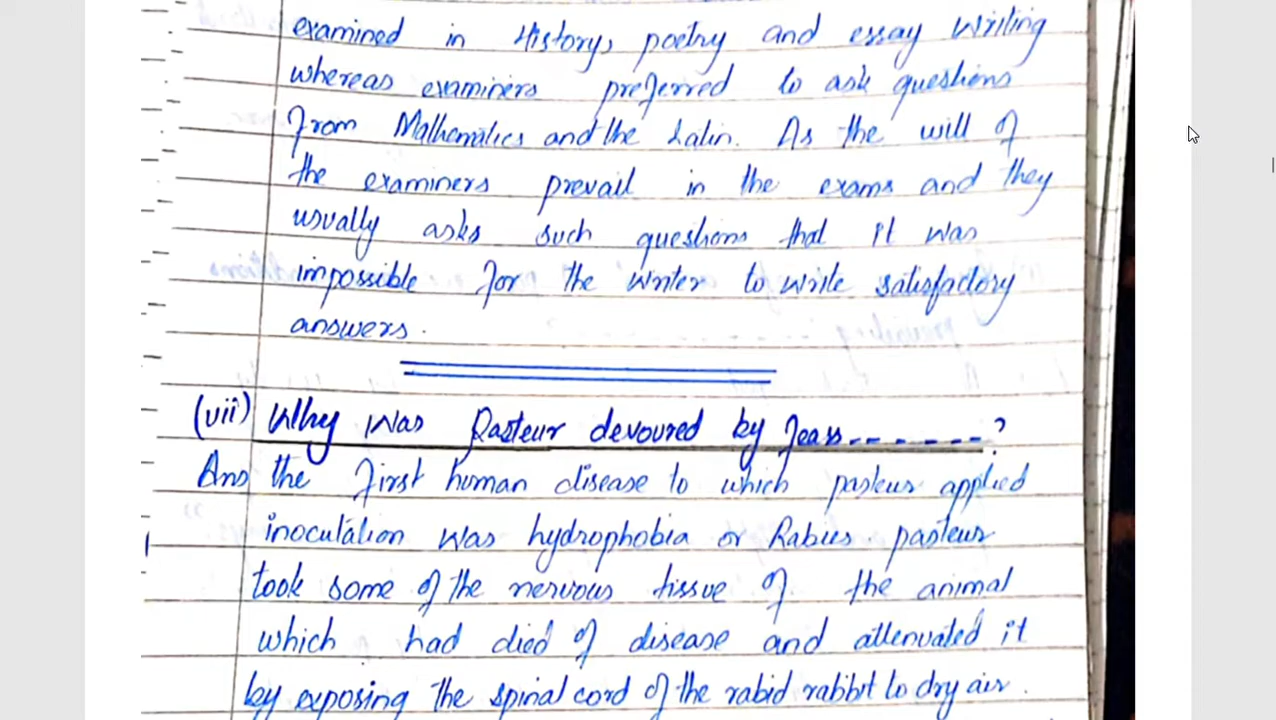 examined in History, poetry and essay Writing
whereas examiners preferred to ask questions
from Mathematics and the Latin. As the will of
the examiners prevail in the exams and they
usually asks such questions that it was
impossible for the writer to write satisfactory
answers.
(vii) Why was Pasteur devoured by fears-------?
Ans the first human disease to which pasteur applied
inoculation was hydrophobia or Rabies. pasteur
took some of the nervous tissue of the animal
which had died of disease and attenuated it
by exposing the spinal cord of the rabid rabbit to dry air.